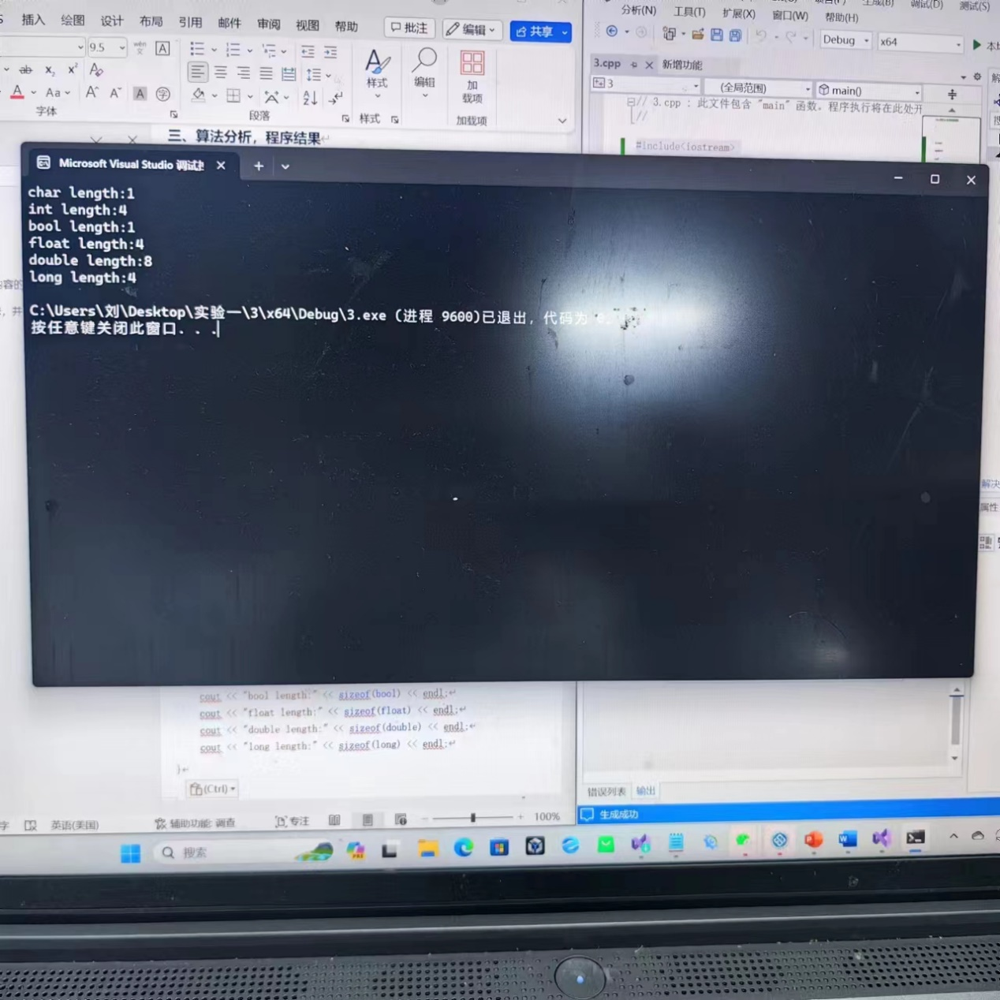 插入 绘图 设计 布局 引用 邮件 审阅 视图 帮助 批注 编辑 共享
9.5
样式 编辑 加载项
字体 段落 样式 加载项
三、算法分析，程序结果
分析(N) 工具(T) 扩展(X) 窗口(W) 帮助(H)
Debug x64
3.cpp 新增功能
3 (全局范围) main()
// 3.cpp : 此文件包含 "main" 函数。程序执行将在此处开
//
#include<iostream>
Microsoft Visual Studio 调试
char length:1
int length:4
bool length:1
float length:4
double length:8
long length:4
C:\Users\刘\Desktop\实验一\3\x64\Debug\3.exe (进程 9600)已退出，代码为
按任意键关闭此窗口. . .
cout << "bool length:" << sizeof(bool) << endl;
cout << "float length:" << sizeof(float) << endl;
cout << "double length:" << sizeof(double) << endl;
cout << "long length:" << sizeof(long) << endl;
}
(Ctrl)
错误列表 输出
英语(美国) 辅助功能: 调查 专注 100%
生成成功
搜索